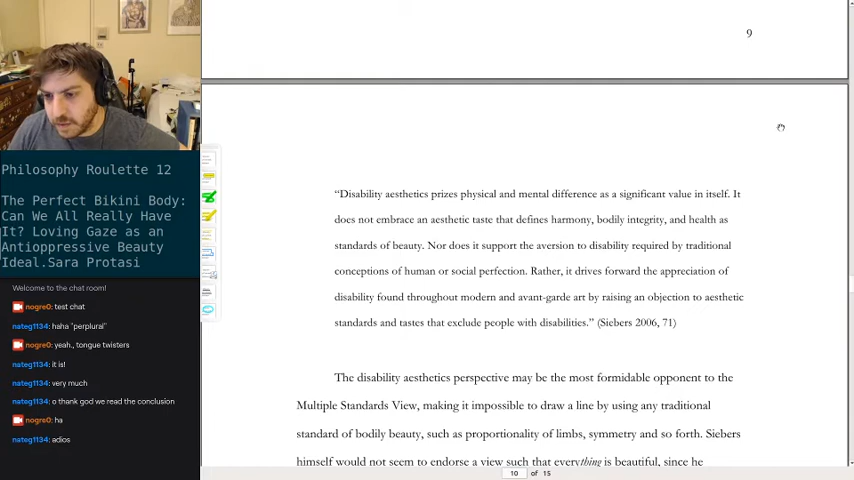 9
Philosophy Roulette 12
The Perfect Bikini Body:
Can We All Really Have
It? Loving Gaze as an
Antioppressive Beauty
Ideal.Sara Protasi
Welcome to the chat room!
nogre0: test chat
nateg1134: haha "perplurai"
nogre0: yeah., tongue twisters
nateg1134: it is!
nateg1134: very much
nateg1134: o thank god we read the conclusion
nogre0: ha
nateg1134: adios
“Disability aesthetics prizes physical and mental difference as a significant value in itself. It
does not embrace an aesthetic taste that defines harmony, bodily integrity, and health as
standards of beauty. Nor does it support the aversion to disability required by traditional
conceptions of human or social perfection. Rather, it drives forward the appreciation of
disability found throughout modern and avant-garde art by raising an objection to aesthetic
standards and tastes that exclude people with disabilities.” (Siebers 2006, 71)
The disability aesthetics perspective may be the most formidable opponent to the
Multiple Standards View, making it impossible to draw a line by using any traditional
standard of bodily beauty, such as proportionality of limbs, symmetry and so forth. Siebers
himself would not seem to endorse a view such that everything is beautiful, since he
10 of 15